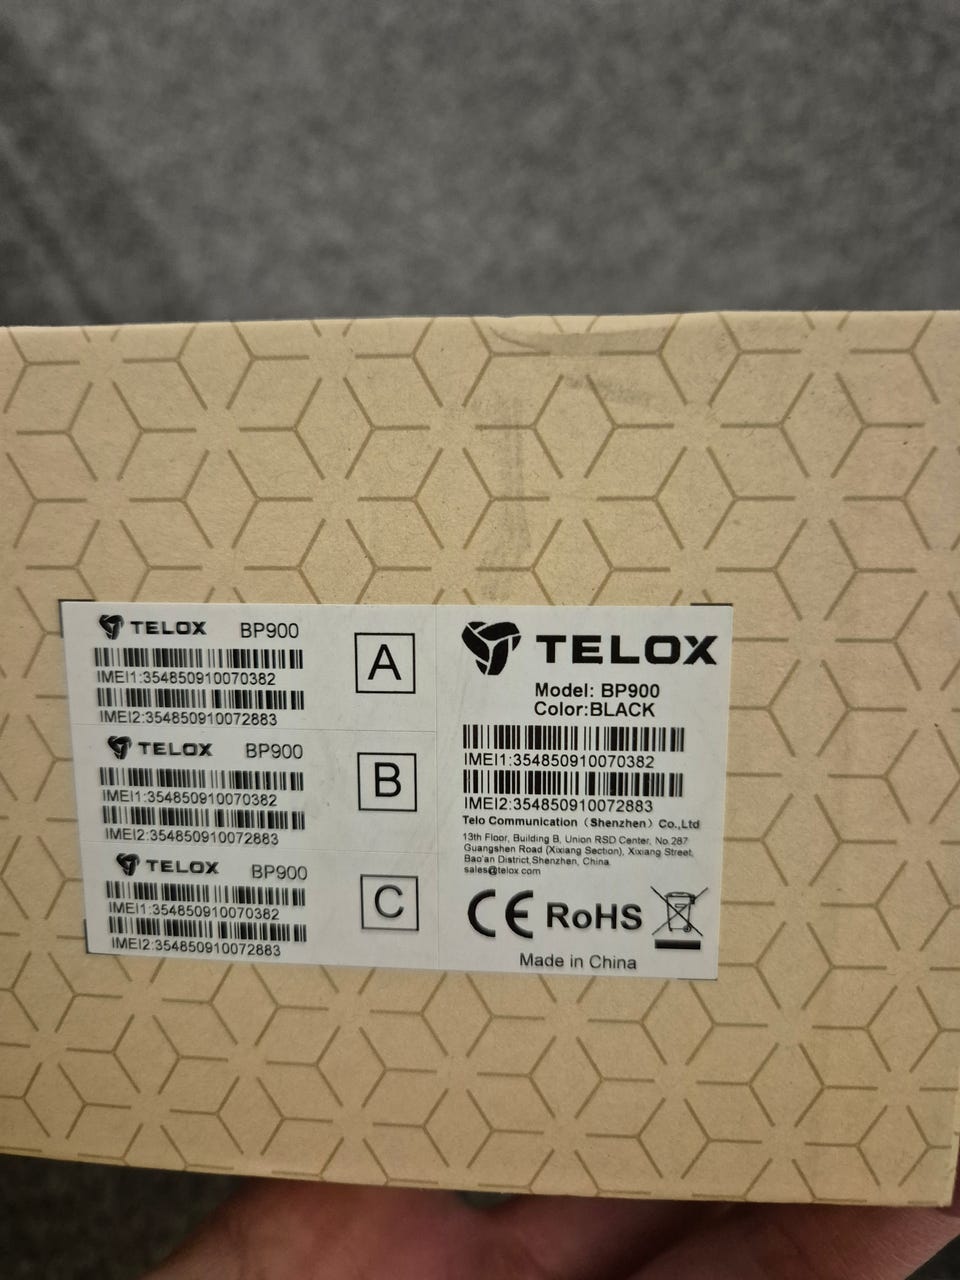 TELOX BP900
A
IMEI1:354850910070382
IMEI2:354850910072883
TELOX BP900
B
IMEI1:354850910070382
IMEI2:354850910072883
TELOX BP900
C
IMEI1:354850910070382
IMEI2:354850910072883
TELOX
Model: BP900
Color:BLACK
IMEI1:354850910070382
IMEI2:354850910072883
Telo Communication（Shenzhen）Co.,Ltd
13th Floor, Building B, Union RSD Center, No.287
Guangshen Road (Xixiang Section), Xixiang Street,
Bao'an District,Shenzhen, China
sales@telox.com
CE RoHS
Made in China